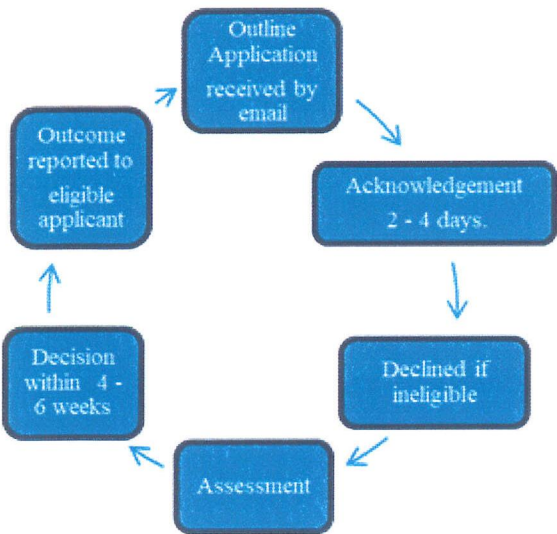 Outline
Application
received by
email
Acknowledgement
2 - 4 days.
Declined if
ineligible
Assessment
Decision
within 4 -
6 weeks
Outcome
reported to
eligible
applicant